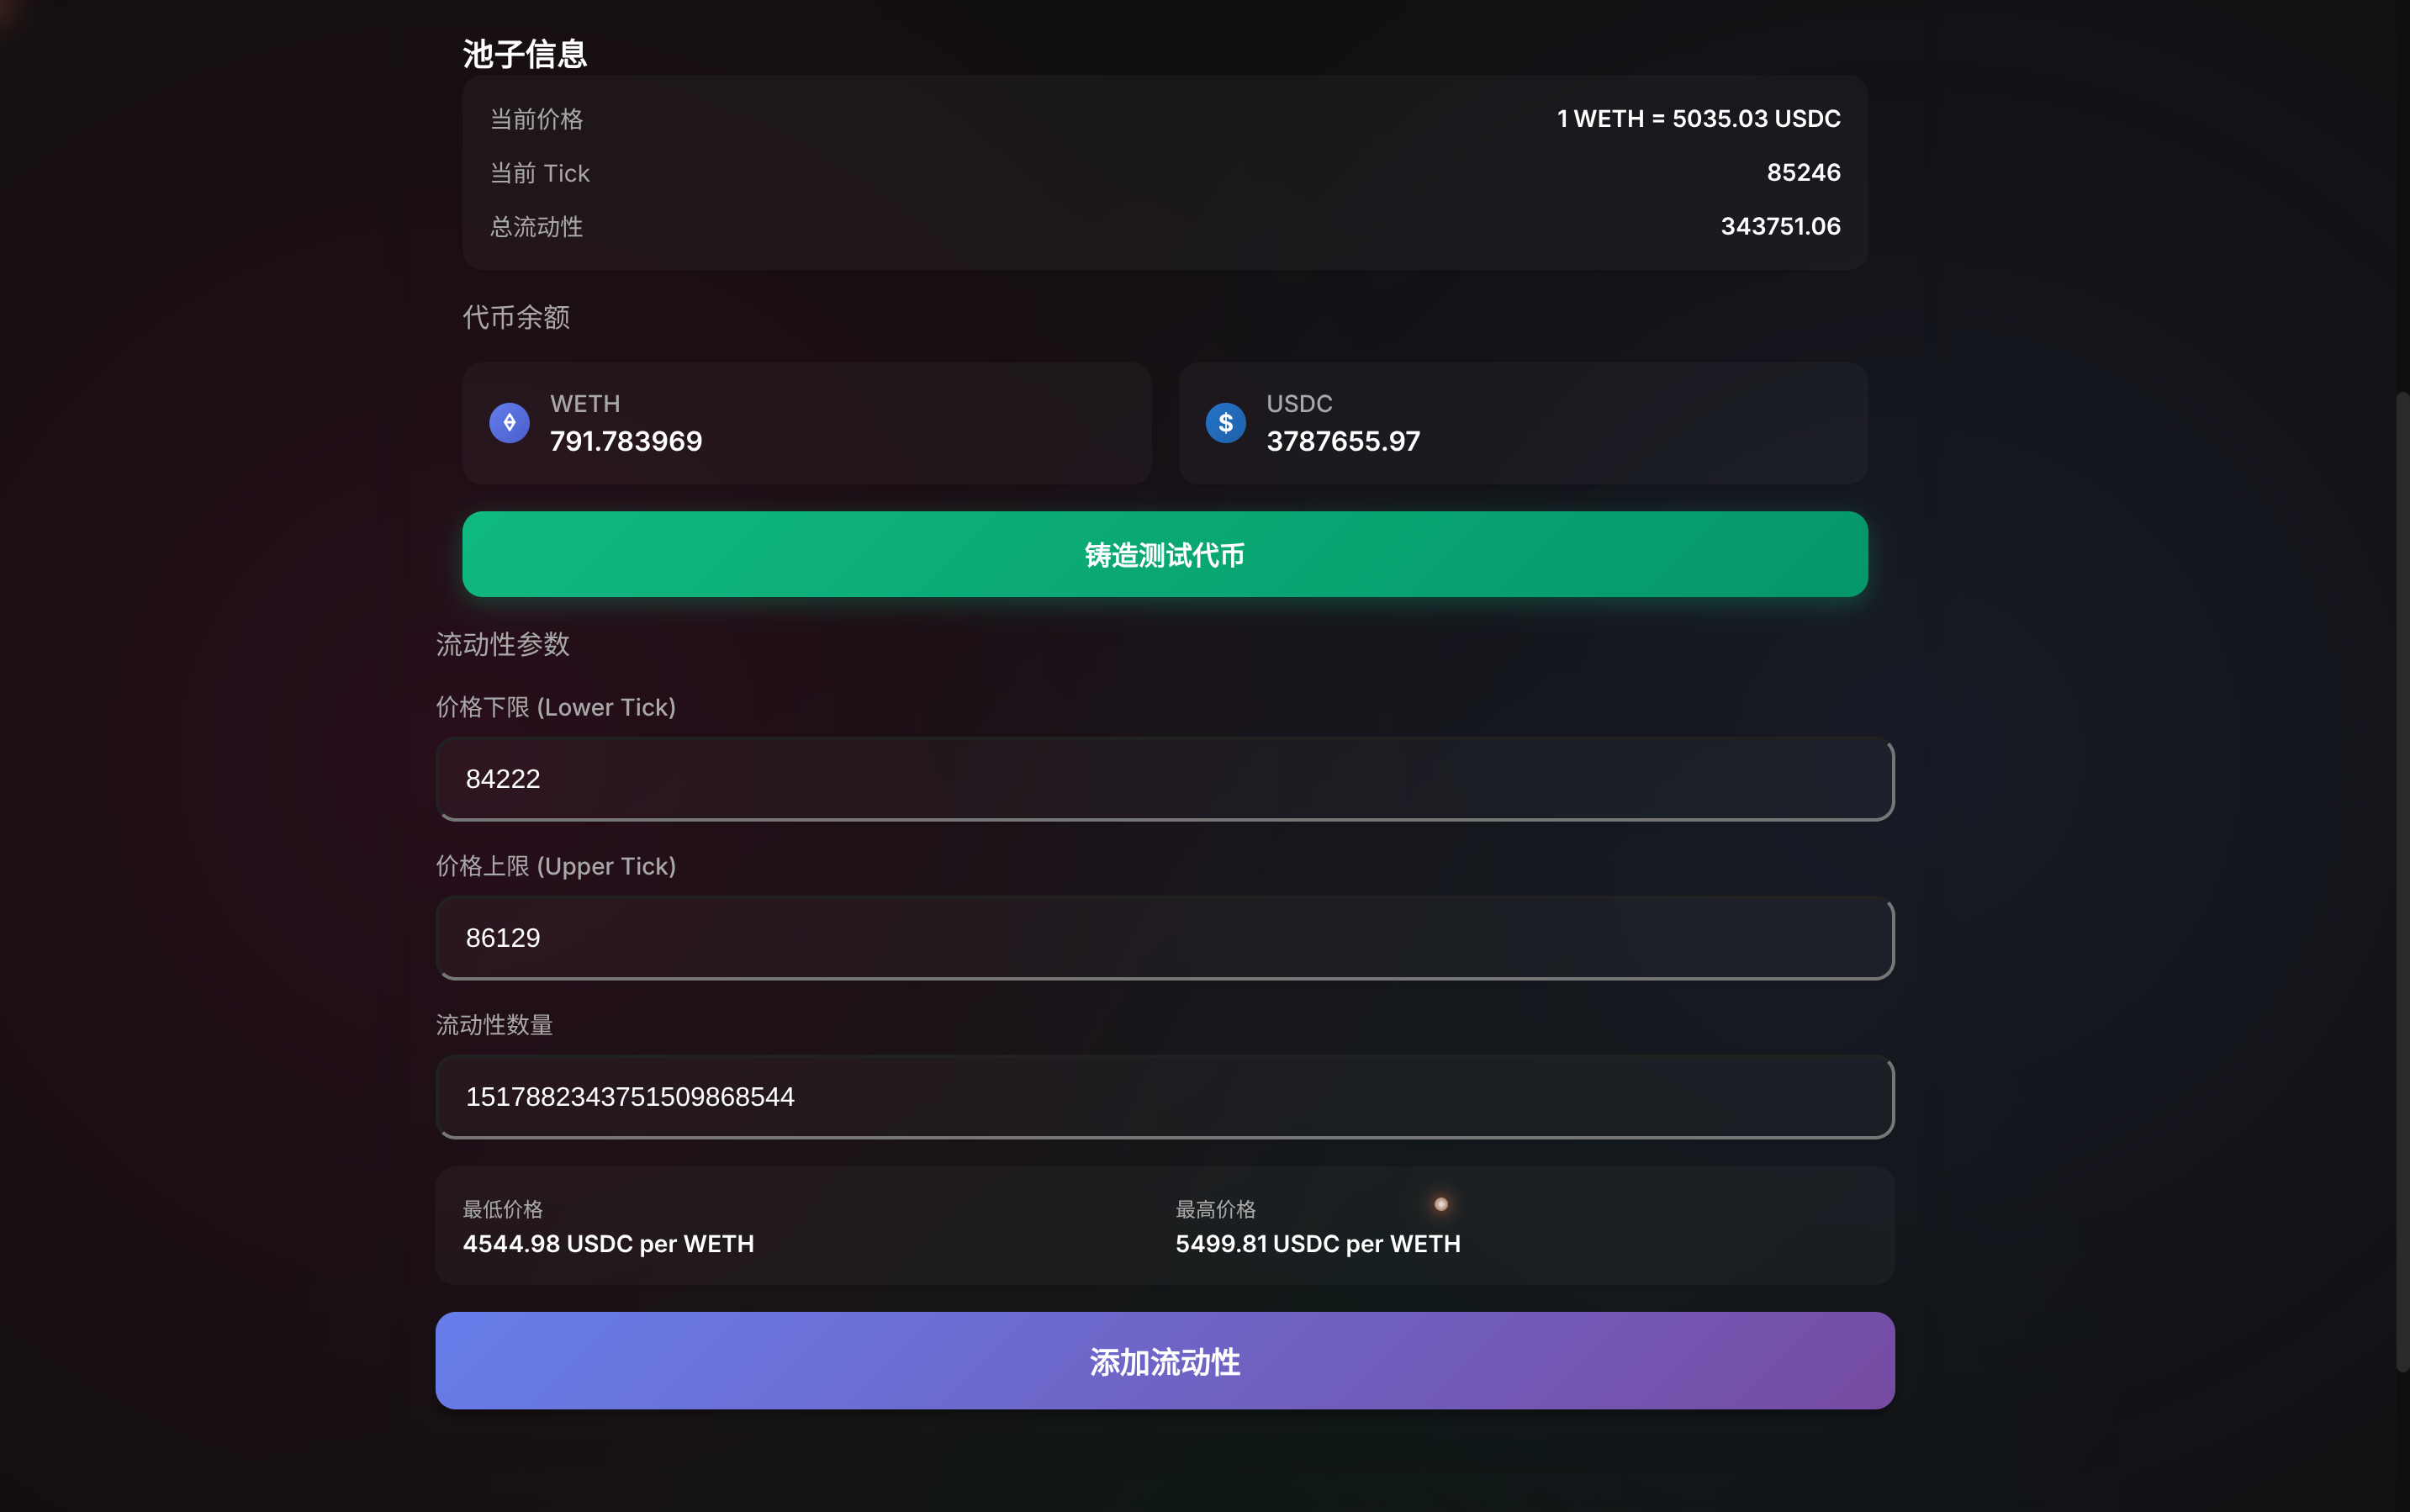 池子信息
当前价格 1 WETH = 5035.03 USDC
当前 Tick 85246
总流动性 343751.06
代币余额
WETH
791.783969
$
USDC
3787655.97
铸造测试代币
流动性参数
价格下限 (Lower Tick)
84222
价格上限 (Upper Tick)
86129
流动性数量
1517882343751509868544
最低价格
4544.98 USDC per WETH
最高价格
5499.81 USDC per WETH
添加流动性